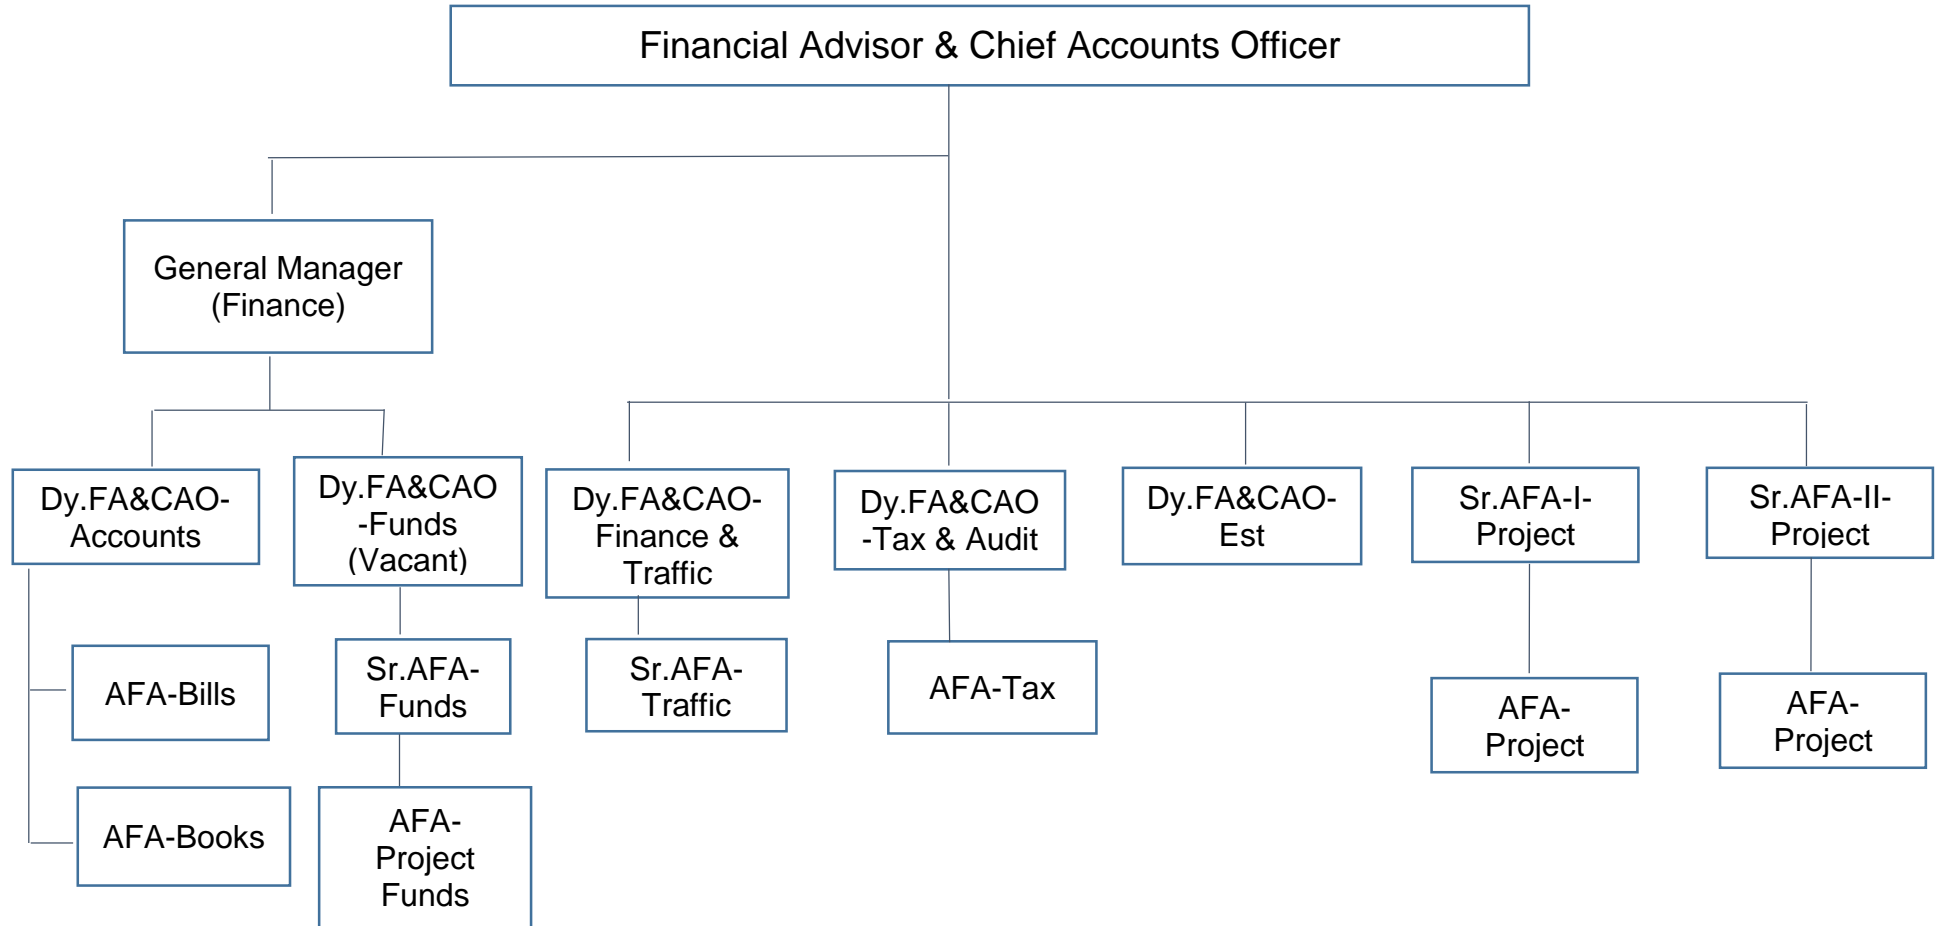 Financial Advisor & Chief Accounts Officer
General Manager
(Finance)
Dy.FA&CAO-
Accounts
Dy.FA&CAO
-Funds
(Vacant)
Dy.FA&CAO-
Finance &
Traffic
Dy.FA&CAO
-Tax & Audit
Dy.FA&CAO-
Est
Sr.AFA-I-
Project
Sr.AFA-II-
Project
AFA-Bills
Sr.AFA-
Funds
Sr.AFA-
Traffic
AFA-Tax
AFA-
Project
AFA-
Project
AFA-Books
AFA-
Project
Funds